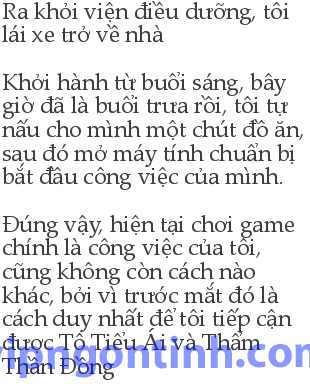 Ra khỏi viện điều dưỡng, tôi
lái xe trở về nhà
Khởi hành từ buổi sáng, bây
giờ đã là buổi trưa rồi, tôi tự
nấu cho mình một chút đồ ăn,
sau đó mở máy tính chuẩn bị
bắt đầu công việc của mình.
Đúng vậy, hiện tại chơi game
chính là công việc của tôi,
cũng không còn cách nào
khác, bởi vì trước mắt đó là
cách duy nhất để tôi tiếp cận
được Tô Tiểu Ái và Thẩm
Thần Đồng
vipngontinh.com